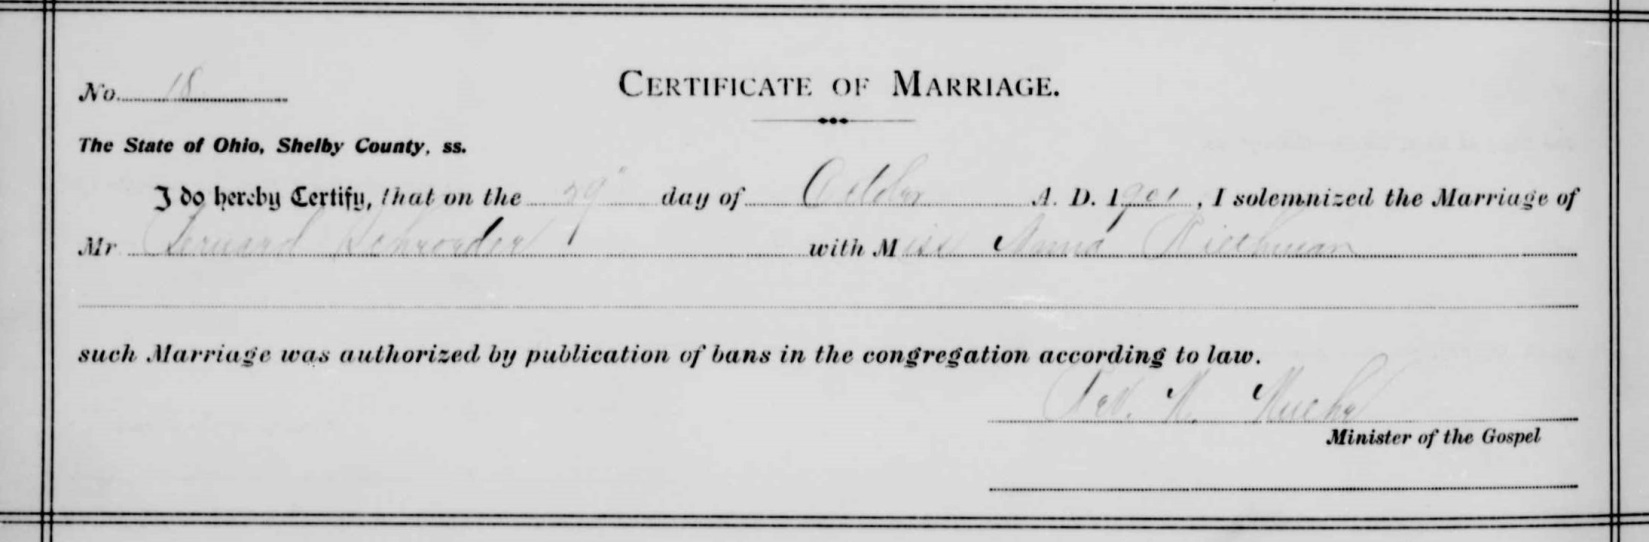 No. 18
CERTIFICATE OF MARRIAGE.
The State of Ohio, Shelby County, ss.
I do hereby Certify, that on the 29" day of October A. D. 1901, I solemnized the Marriage of
Mr Bernard Schroeder with Miss Anna
such Marriage was authorized by publication of bans in the congregation according to law.
Rev.
Minister of the Gospel